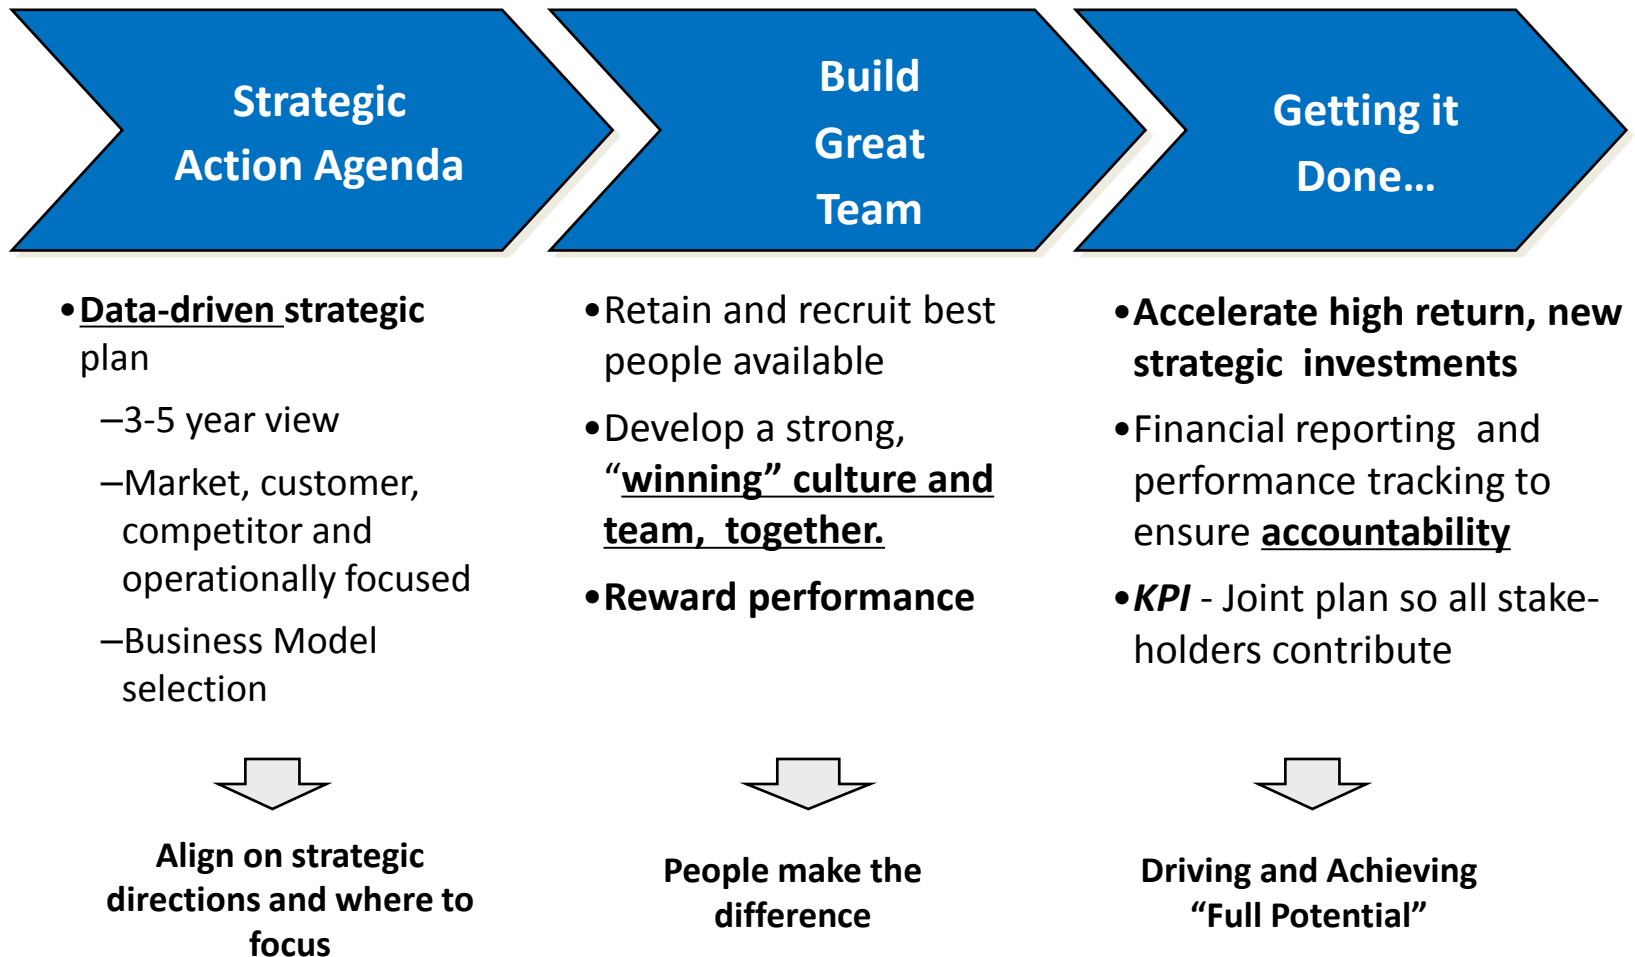 Strategic
Action Agenda
Build
Great
Team
Getting it
Done…
•Data-driven strategic
plan
–3-5 year view
–Market, customer,
competitor and
operationally focused
–Business Model
selection
•Retain and recruit best
people available
•Develop a strong,
“winning” culture and
team, together.
•Reward performance
•Accelerate high return, new
strategic investments
•Financial reporting and
performance tracking to
ensure accountability
•KPI - Joint plan so all stake-
holders contribute
Align on strategic
directions and where to
focus
People make the
difference
Driving and Achieving
“Full Potential”